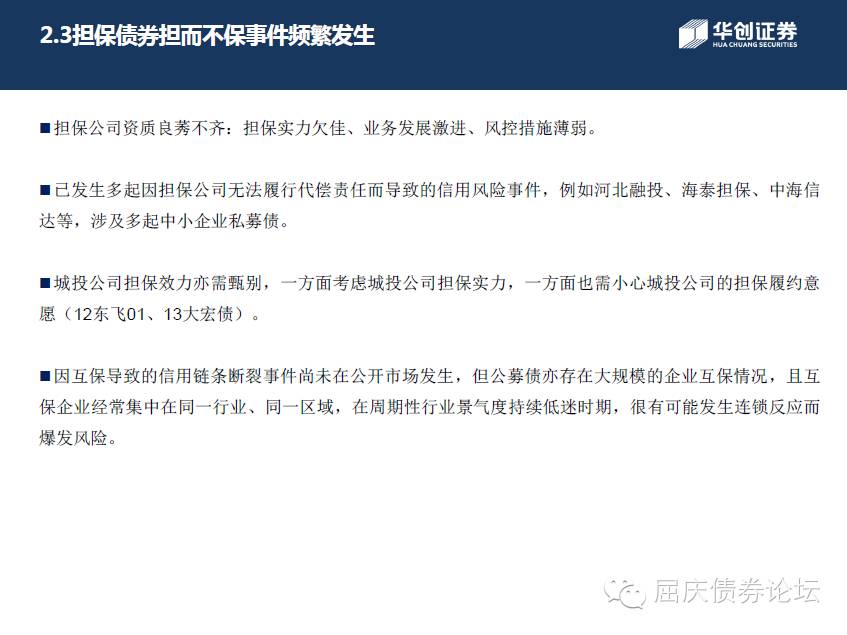 2.3担保债券担而不保事件频繁发生
华创证券
HUA CHUANG SECURITIES
■担保公司资质良莠不齐：担保实力欠佳、业务发展激进、风控措施薄弱。
■已发生多起因担保公司无法履行代偿责任而导致的信用风险事件，例如河北融投、海泰担保、中海信
达等，涉及多起中小企业私募债。
■城投公司担保效力亦需甄别，一方面考虑城投公司担保实力，一方面也需小心城投公司的担保履约意
愿（12东飞01、13大宏债）。
■因互保导致的信用链条断裂事件尚未在公开市场发生，但公募债亦存在大规模的企业互保情况，且互
保企业经常集中在同一行业、同一区域，在周期性行业景气度持续低迷时期，很有可能发生连锁反应而
爆发风险。
屈庆债券论坛